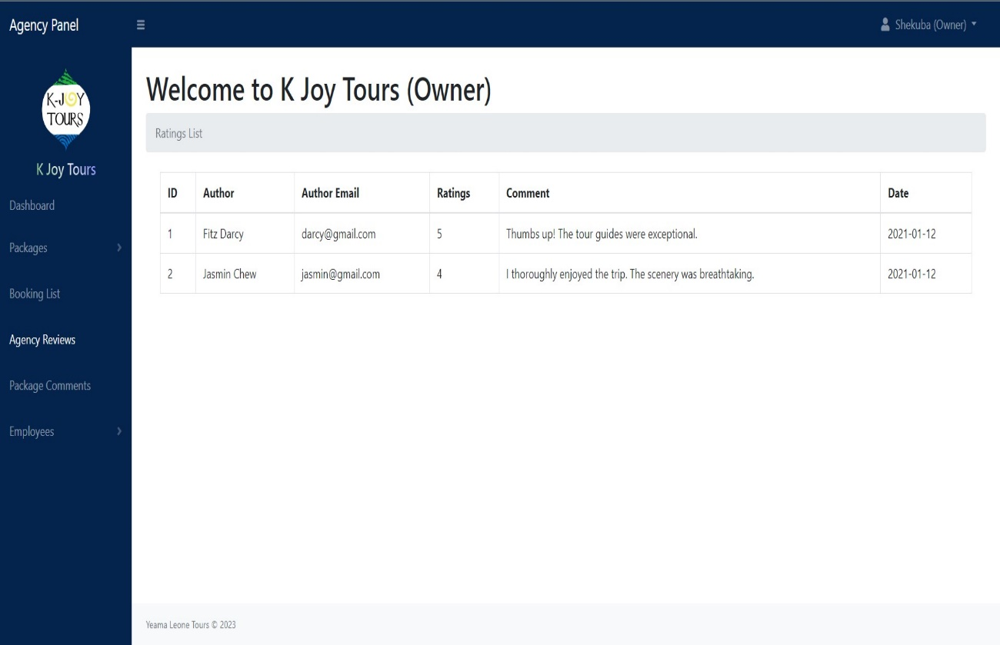 Agency Panel
Shekuba (Owner)
K-JOY
TOURS
K Joy Tours
Dashboard
Packages
Booking List
Agency Reviews
Package Comments
Employees
Welcome to K Joy Tours (Owner)
Ratings List
ID Author Author Email Ratings Comment Date
1 Fitz Darcy darcy@gmail.com 5 Thumbs up! The tour guides were exceptional. 2021-01-12
2 Jasmin Chew jasmin@gmail.com 4 I thoroughly enjoyed the trip. The scenery was breathtaking. 2021-01-12
Yeama Leone Tours © 2023